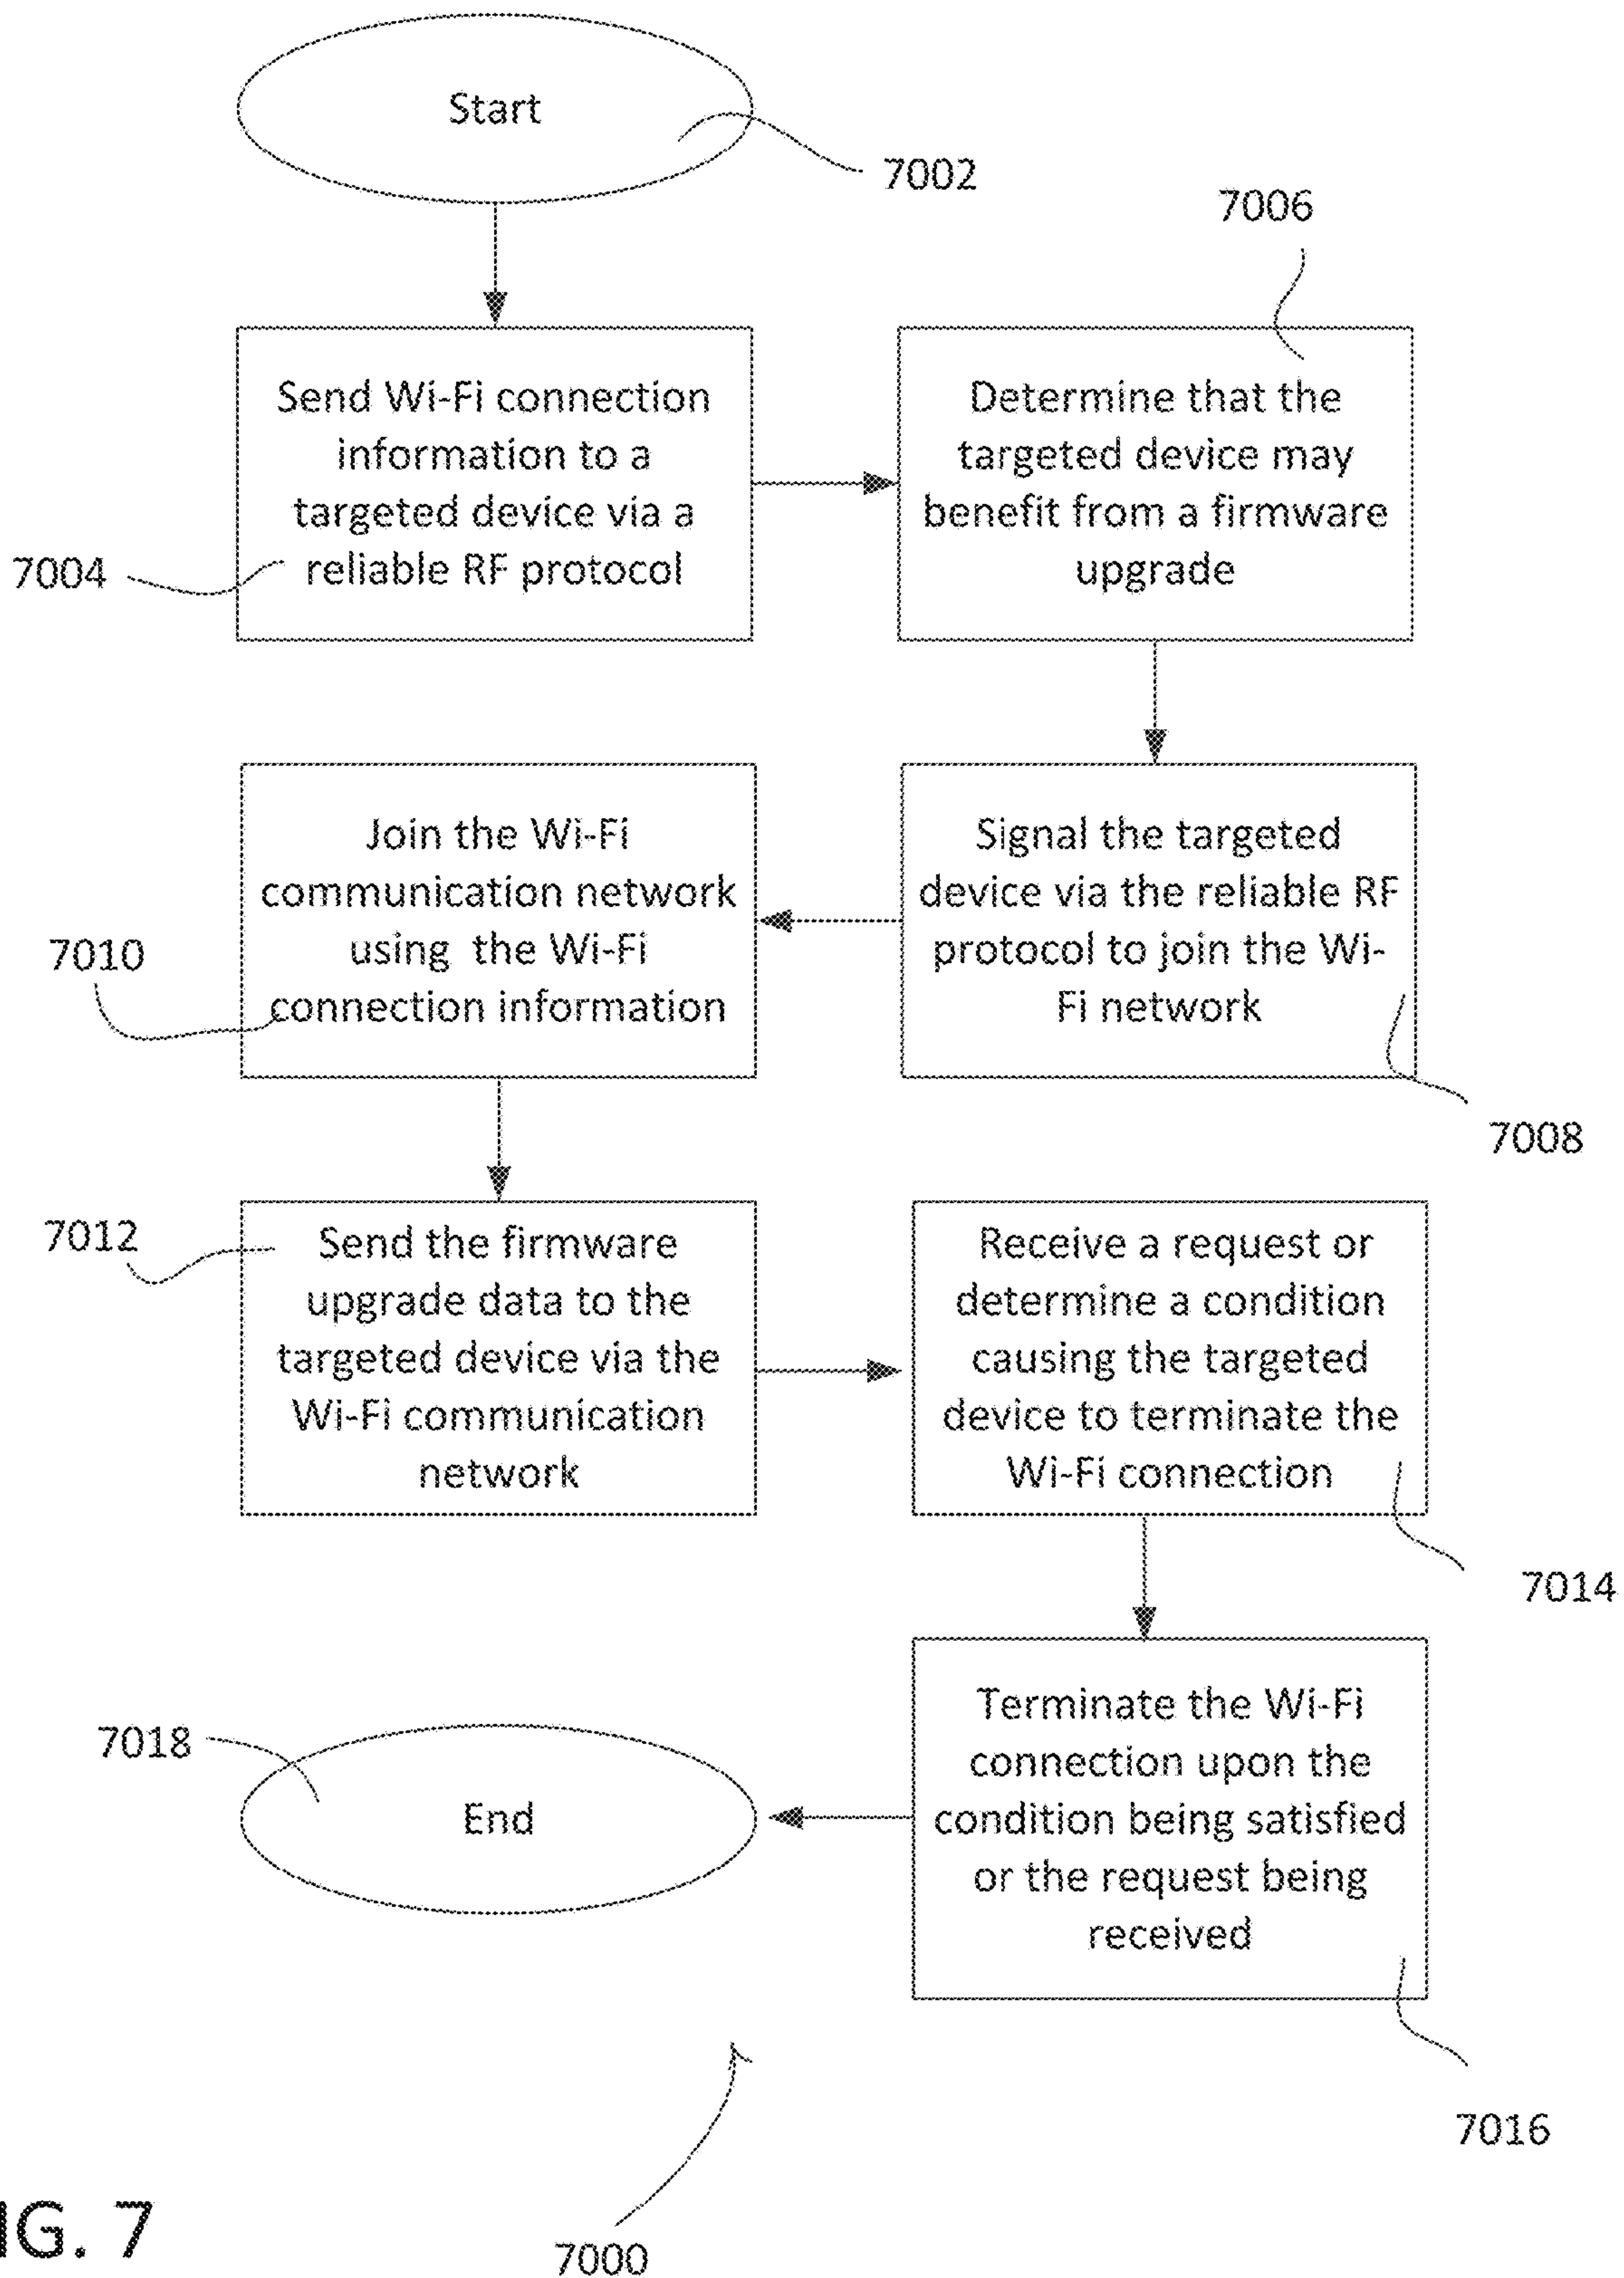 Start
7002
7006
Send Wi-Fi connection
information to a
targeted device via a
reliable RF protocol
7004
Determine that the
targeted device may
benefit from a firmware
upgrade
Signal the targeted
device via the reliable RF
protocol to join the Wi-
Fi network
7008
Join the Wi-Fi
communication network
using the Wi-Fi
connection information
7010
7012
Send the firmware
upgrade data to the
targeted device via the
Wi-Fi communication
network
Receive a request or
determine a condition
causing the targeted
device to terminate the
Wi-Fi connection
7014
Terminate the Wi-Fi
connection upon the
condition being satisfied
or the request being
received
7016
7018
End
7000
IG. 7